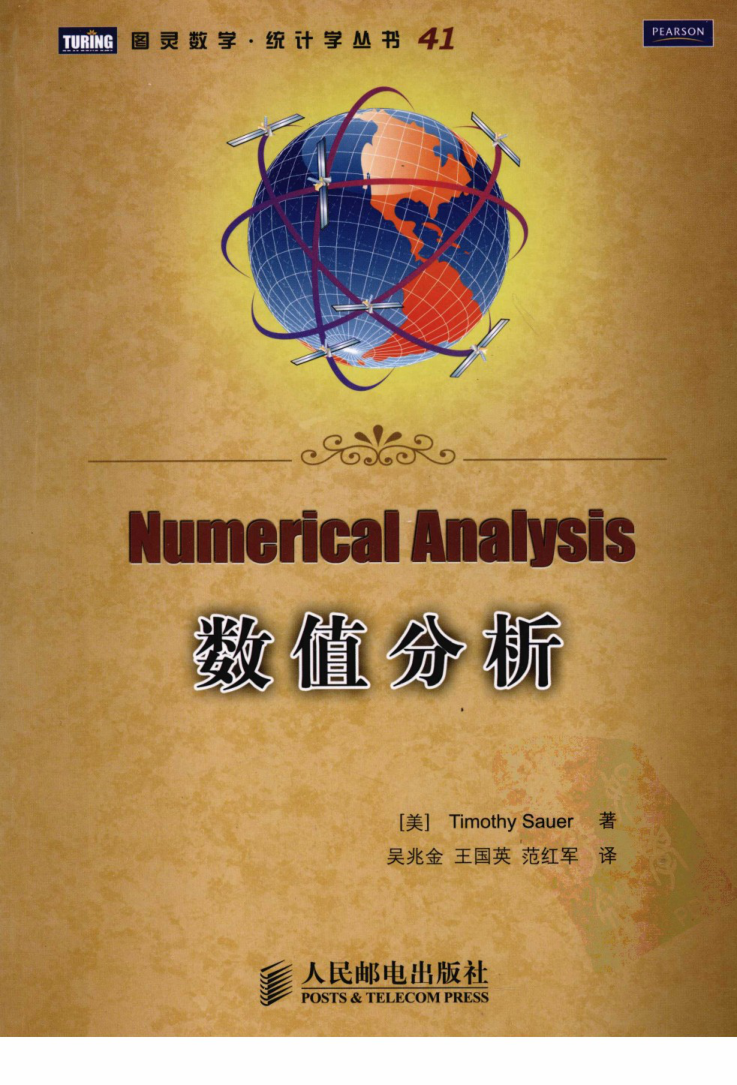 TURING 图灵数学·统计学丛书 41
PEARSON
Numerical Analysis
数值分析
[美] Timothy Sauer 著
吴兆金 王国英 范红军 译
人民邮电出版社
POSTS & TELECOM PRESS